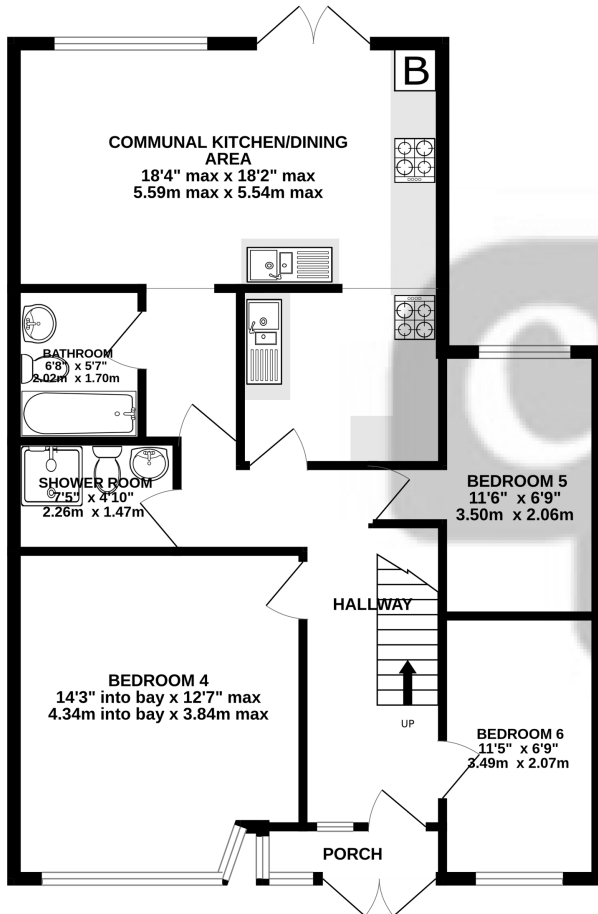 B
COMMUNAL KITCHEN/DINING
AREA
18'4" max x 18'2" max
5.59m max x 5.54m max
BATHROOM
6'8" x 5'7"
2.02m x 1.70m
SHOWER ROOM
7'5" x 4'10"
2.26m x 1.47m
BEDROOM 5
11'6" x 6'9"
3.50m x 2.06m
HALLWAY
BEDROOM 4
14'3" into bay x 12'7" max
4.34m into bay x 3.84m max
UP
BEDROOM 6
11'5" x 6'9"
3.49m x 2.07m
PORCH